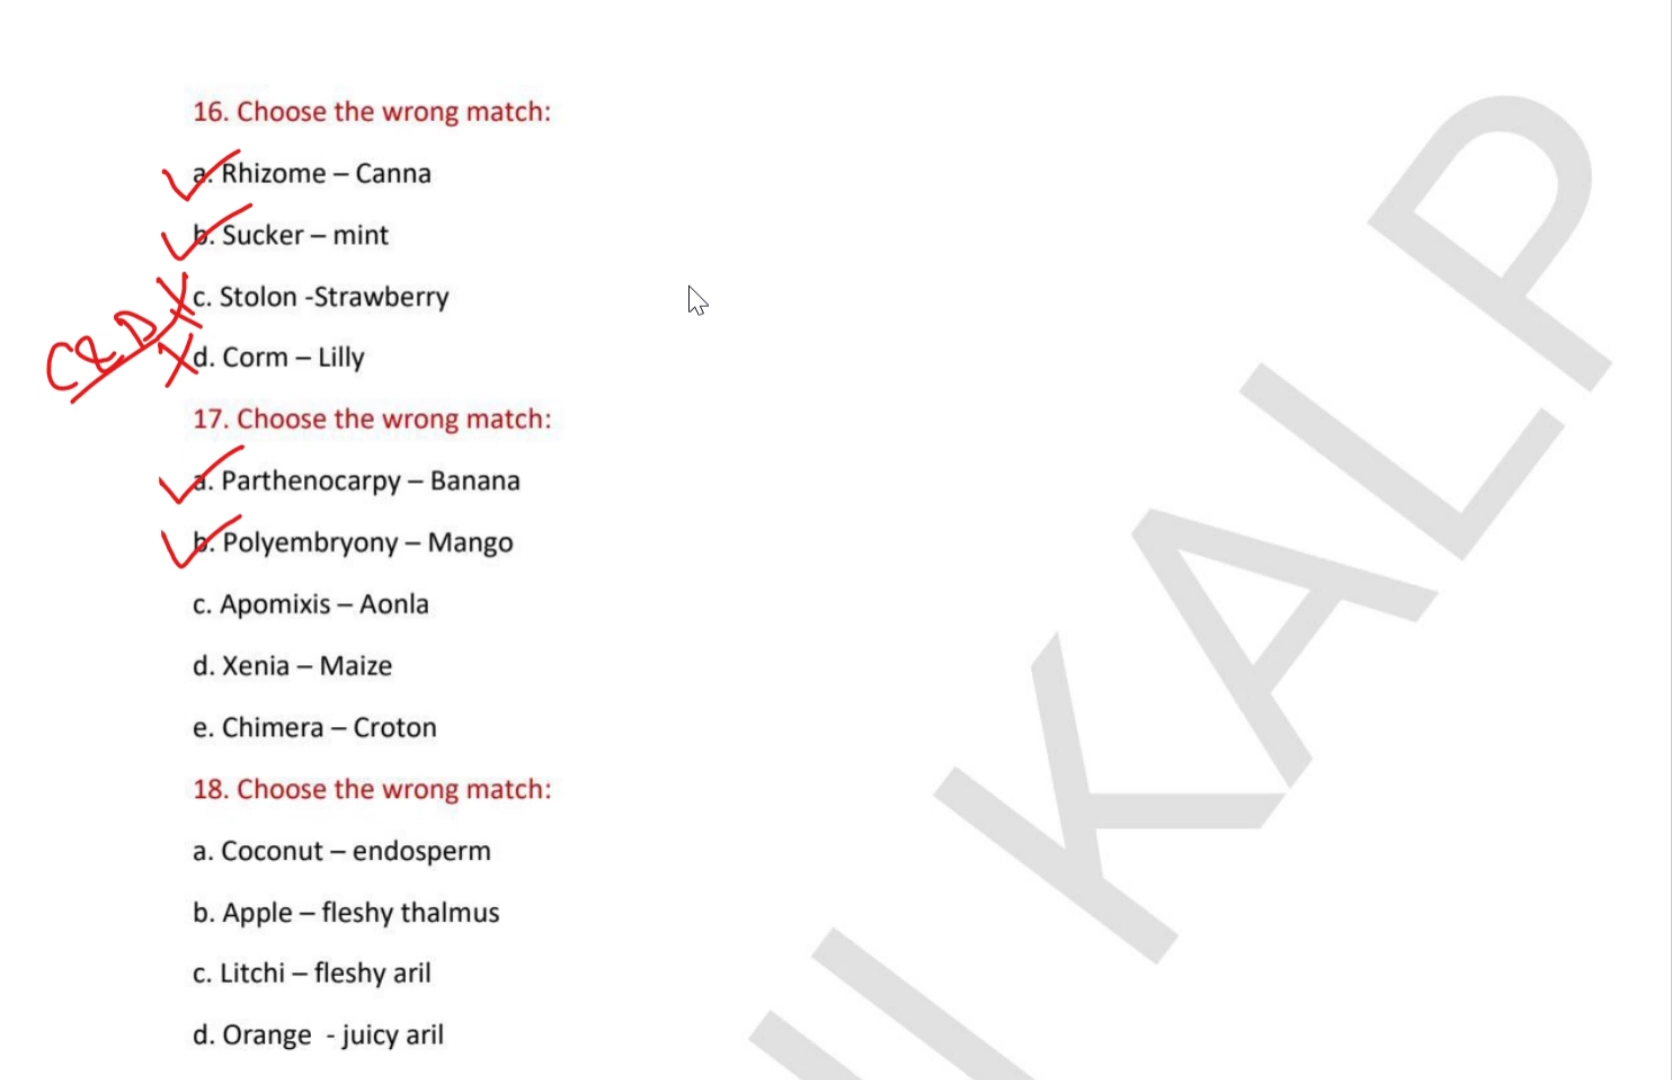 16. Choose the wrong match:
a. Rhizome – Canna
b. Sucker – mint
c. Stolon -Strawberry
d. Corm – Lilly
C & D
17. Choose the wrong match:
a. Parthenocarpy – Banana
b. Polyembryony – Mango
c. Apomixis – Aonla
d. Xenia – Maize
e. Chimera – Croton
18. Choose the wrong match:
a. Coconut – endosperm
b. Apple – fleshy thalmus
c. Litchi – fleshy aril
d. Orange - juicy aril
KALP